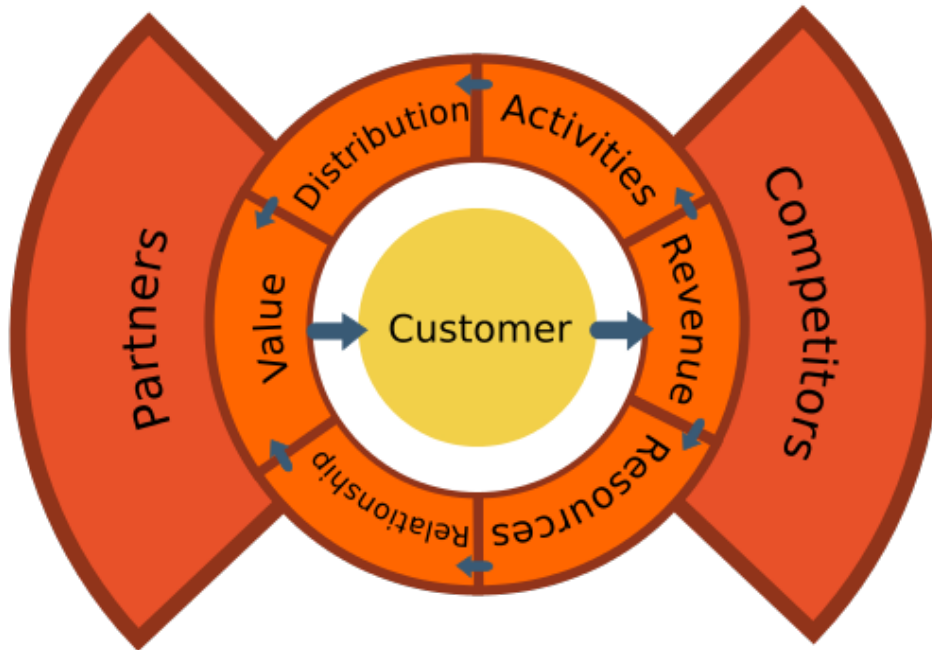 Partners
Distribution
Activities
Competitors
Value
Customer
Revenue
Relationship
Resources